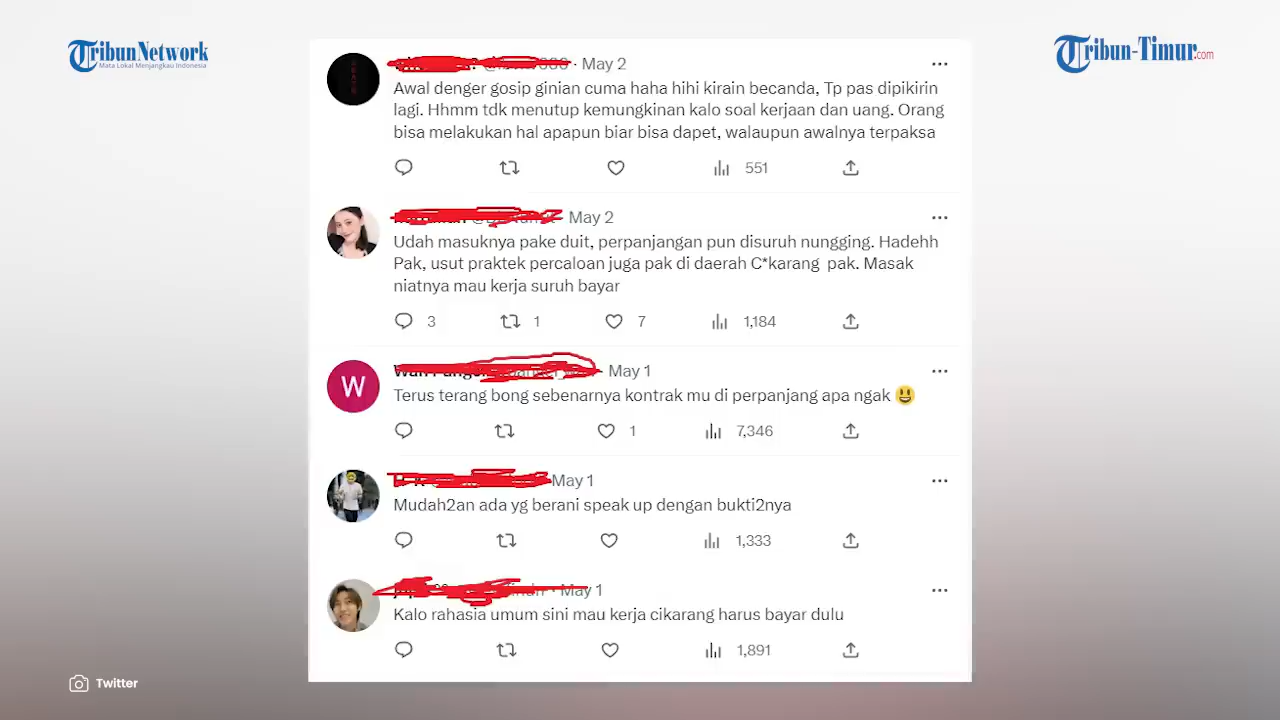 TribunNetwork
Mata Lokal Menjangkau Indonesia
Tribun-Timur.com
· May 2
Awal denger gosip ginian cuma haha hihi kirain becanda, Tp pas dipikirin
lagi. Hhmm tdk menutup kemungkinan kalo soal kerjaan dan uang. Orang
bisa melakukan hal apapun biar bisa dapet, walaupun awalnya terpaksa
551
· May 2
Udah masuknya pake duit, perpanjangan pun disuruh nungging. Hadehh
Pak, usut praktek percaloan juga pak di daerah C*karang pak. Masak
niatnya mau kerja suruh bayar
3 1 7 1,184
W
May 1
Terus terang bong sebenarnya kontrak mu di perpanjang apa ngak 😃
1 7,346
May 1
Mudah2an ada yg berani speak up dengan bukti2nya
1,333
· May 1
Kalo rahasia umum sini mau kerja cikarang harus bayar dulu
1,891
Twitter